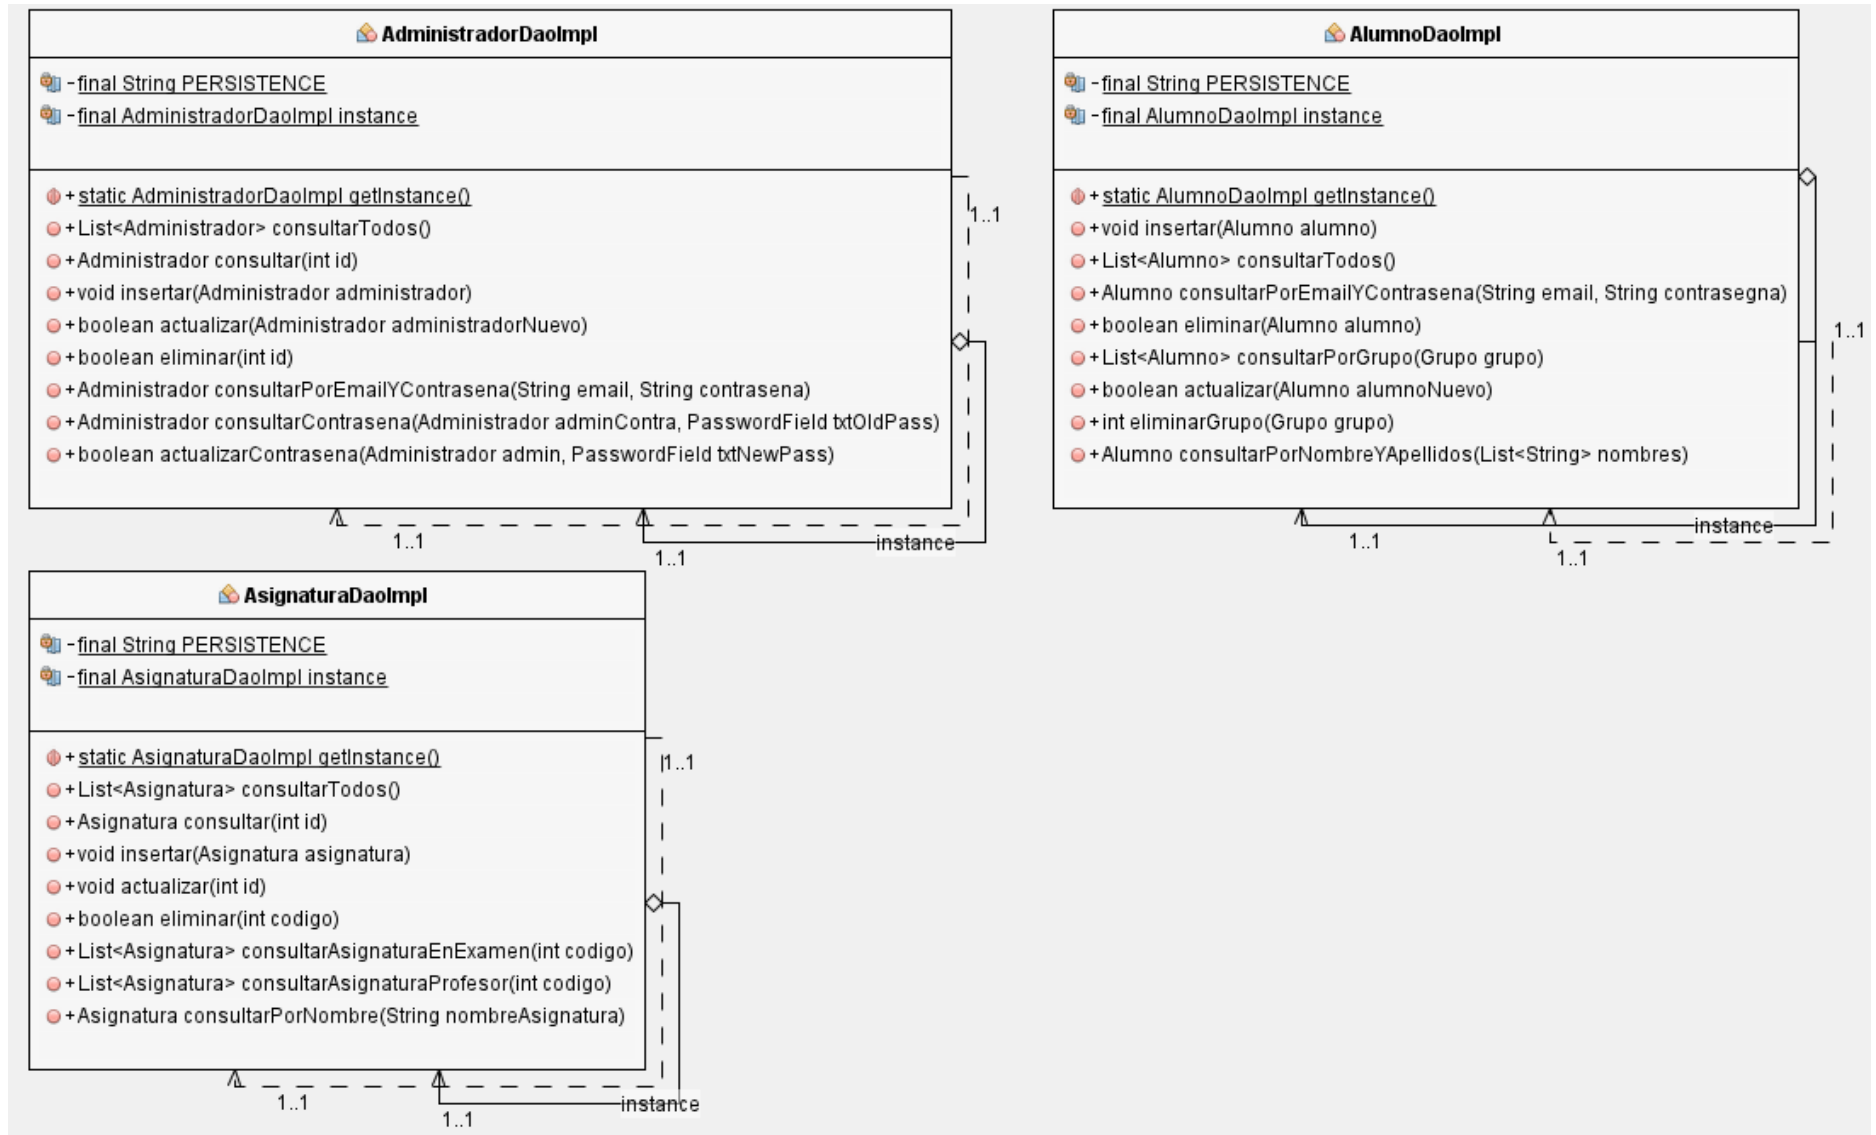 AdministradorDaoImpl
-final String PERSISTENCE
-final AdministradorDaoImpl instance
+static AdministradorDaoImpl getInstance()
+List<Administrador> consultarTodos()
+Administrador consultar(int id)
+void insertar(Administrador administrador)
+boolean actualizar(Administrador administradorNuevo)
+boolean eliminar(int id)
+Administrador consultarPorEmailYContrasena(String email, String contrasena)
+Administrador consultarContrasena(Administrador adminContra, PasswordField txtOldPass)
+boolean actualizarContrasena(Administrador admin, PasswordField txtNewPass)
1..1
1..1
instance
1..1
AlumnoDaoImpl
-final String PERSISTENCE
-final AlumnoDaoImpl instance
+static AlumnoDaoImpl getInstance()
+void insertar(Alumno alumno)
+List<Alumno> consultarTodos()
+Alumno consultarPorEmailYContrasena(String email, String contrasegna)
+boolean eliminar(Alumno alumno)
+List<Alumno> consultarPorGrupo(Grupo grupo)
+boolean actualizar(Alumno alumnoNuevo)
+int eliminarGrupo(Grupo grupo)
+Alumno consultarPorNombreYApellidos(List<String> nombres)
1..1
instance
1..1
1..1
AsignaturaDaoImpl
-final String PERSISTENCE
-final AsignaturaDaoImpl instance
+static AsignaturaDaoImpl getInstance()
+List<Asignatura> consultarTodos()
+Asignatura consultar(int id)
+void insertar(Asignatura asignatura)
+void actualizar(int id)
+boolean eliminar(int codigo)
+List<Asignatura> consultarAsignaturaEnExamen(int codigo)
+List<Asignatura> consultarAsignaturaProfesor(int codigo)
+Asignatura consultarPorNombre(String nombreAsignatura)
1..1
1..1
instance
1..1